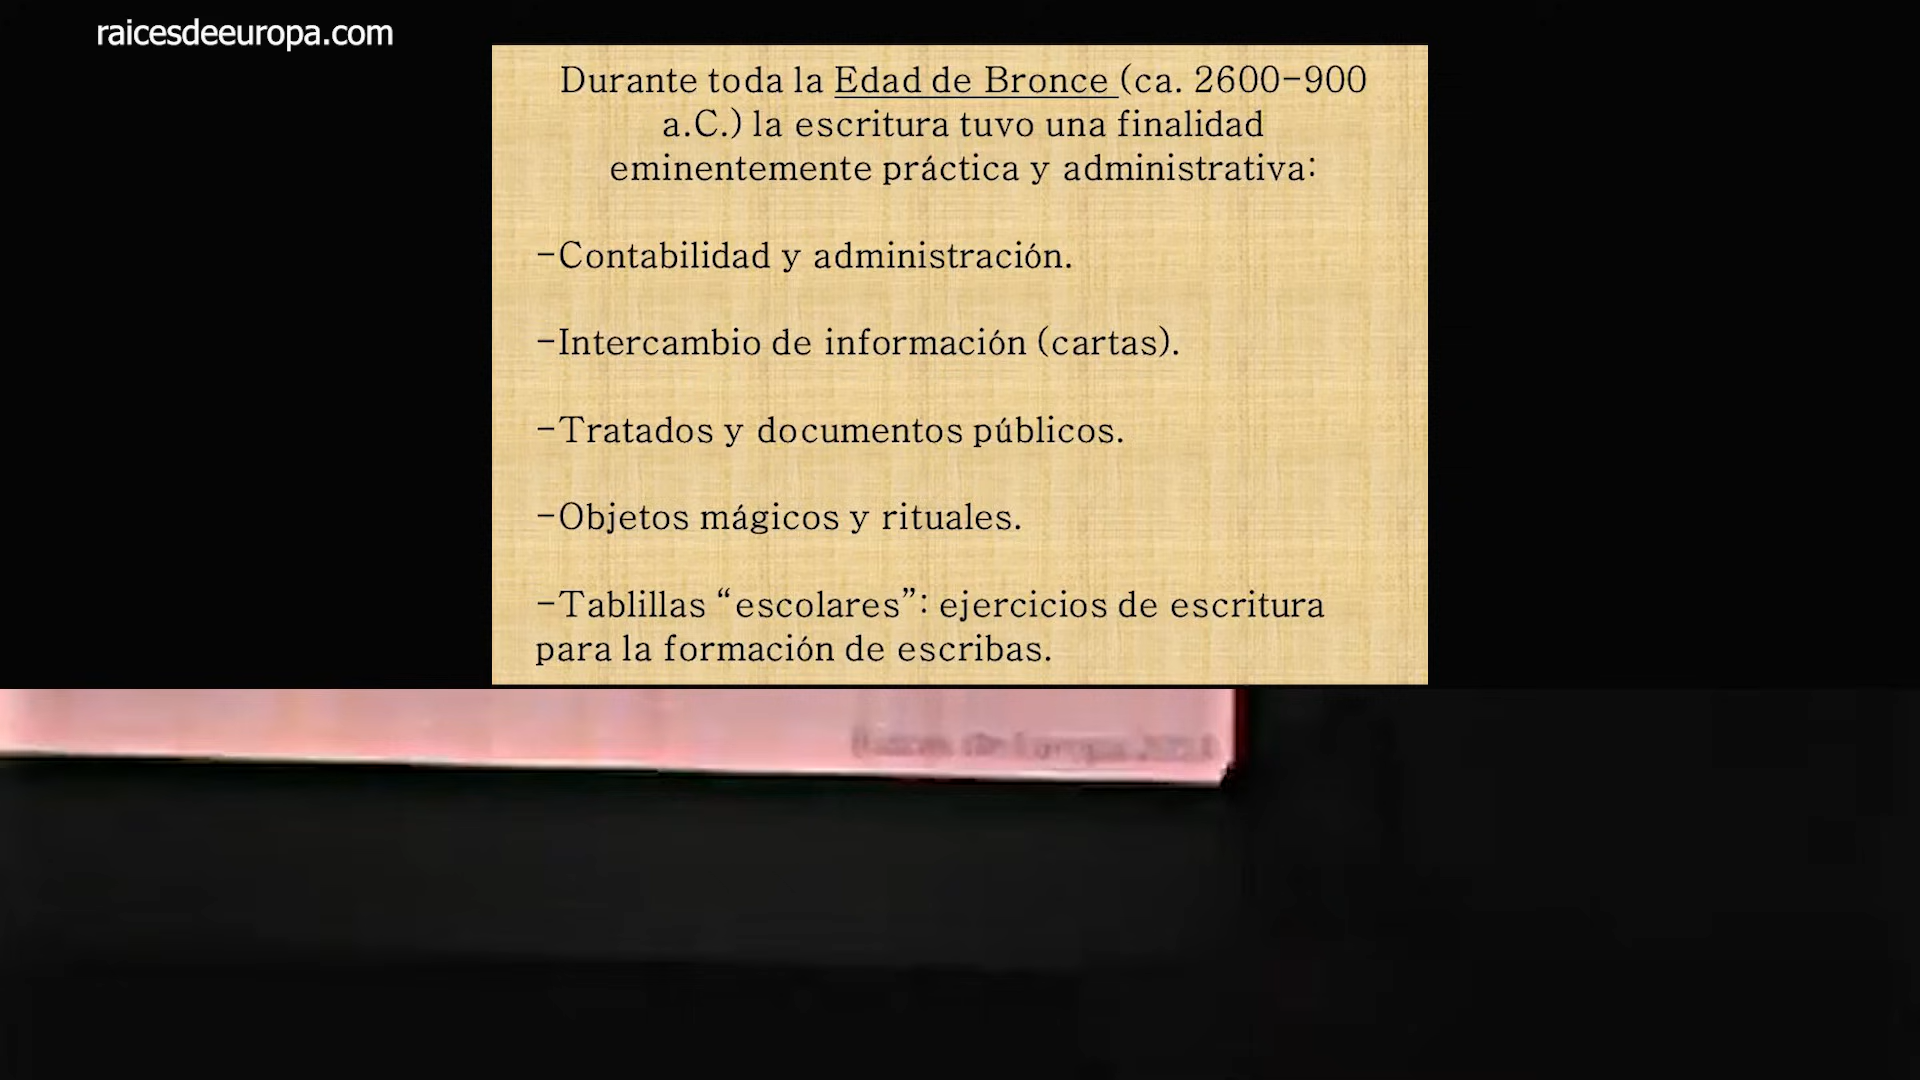 raicesdeeuropa.com
Durante toda la Edad de Bronce (ca. 2600-900
a.C.) la escritura tuvo una finalidad
eminentemente práctica y administrativa:
-Contabilidad y administración.
-Intercambio de información (cartas).
-Tratados y documentos públicos.
-Objetos mágicos y rituales.
-Tablillas “escolares”: ejercicios de escritura
para la formación de escribas.
de Europa